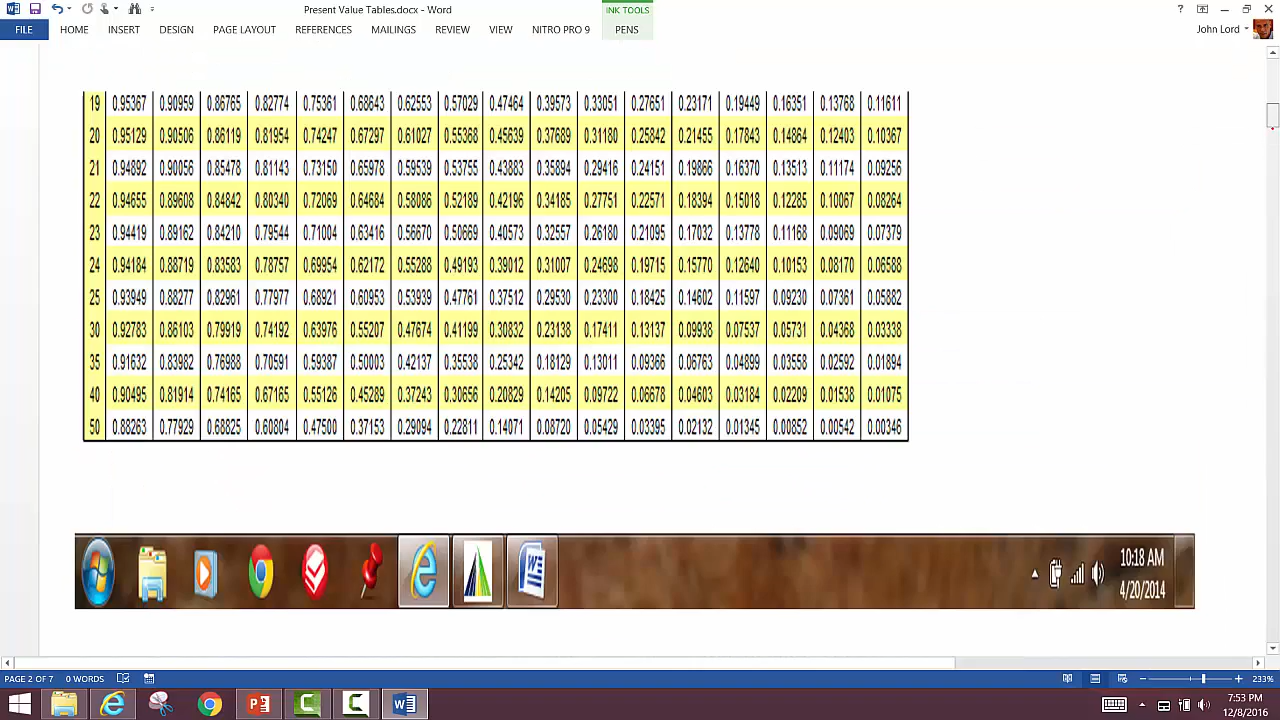 Present Value Tables.docx - Word
INK TOOLS
?
FILE HOME INSERT DESIGN PAGE LAYOUT REFERENCES MAILINGS REVIEW VIEW NITRO PRO 9 PENS
John Lord
19 0.95367 0.90959 0.86765 0.82774 0.75361 0.68643 0.62553 0.57029 0.47464 0.39573 0.33051 0.27651 0.23171 0.19449 0.16351 0.13768 0.11611
20 0.95129 0.90506 0.86119 0.81954 0.74247 0.67297 0.61027 0.55368 0.45639 0.37689 0.31180 0.25842 0.21455 0.17843 0.14864 0.12403 0.10367
21 0.94892 0.90056 0.85478 0.81143 0.73150 0.65978 0.59539 0.53755 0.43883 0.35894 0.29416 0.24151 0.19866 0.16370 0.13513 0.11174 0.09256
22 0.94655 0.89608 0.84842 0.80340 0.72069 0.64684 0.58086 0.52189 0.42196 0.34185 0.27751 0.22571 0.18394 0.15018 0.12285 0.10067 0.08264
23 0.94419 0.89162 0.84210 0.79544 0.71004 0.63416 0.56670 0.50669 0.40573 0.32557 0.26180 0.21095 0.17032 0.13778 0.11168 0.09069 0.07379
24 0.94184 0.88719 0.83583 0.78757 0.69954 0.62172 0.55288 0.49193 0.39012 0.31007 0.24698 0.19715 0.15770 0.12640 0.10153 0.08170 0.06588
25 0.93949 0.88277 0.82961 0.77977 0.68921 0.60953 0.53939 0.47761 0.37512 0.29530 0.23300 0.18425 0.14602 0.11597 0.09230 0.07361 0.05882
30 0.92783 0.86103 0.79919 0.74192 0.63976 0.55207 0.47674 0.41199 0.30832 0.23138 0.17411 0.13137 0.09938 0.07537 0.05731 0.04368 0.03338
35 0.91632 0.83982 0.76988 0.70591 0.59387 0.50003 0.42137 0.35538 0.25342 0.18129 0.13011 0.09366 0.06763 0.04899 0.03558 0.02592 0.01894
40 0.90495 0.81914 0.74165 0.67165 0.55126 0.45289 0.37243 0.30656 0.20829 0.14205 0.09722 0.06678 0.04603 0.03184 0.02209 0.01538 0.01075
50 0.88263 0.77929 0.68825 0.60804 0.47500 0.37153 0.29094 0.22811 0.14071 0.08720 0.05429 0.03395 0.02132 0.01345 0.00852 0.00542 0.00346
10:18 AM
4/20/2014
PAGE 2 OF 7 0 WORDS 233%
7:53 PM
12/8/2016